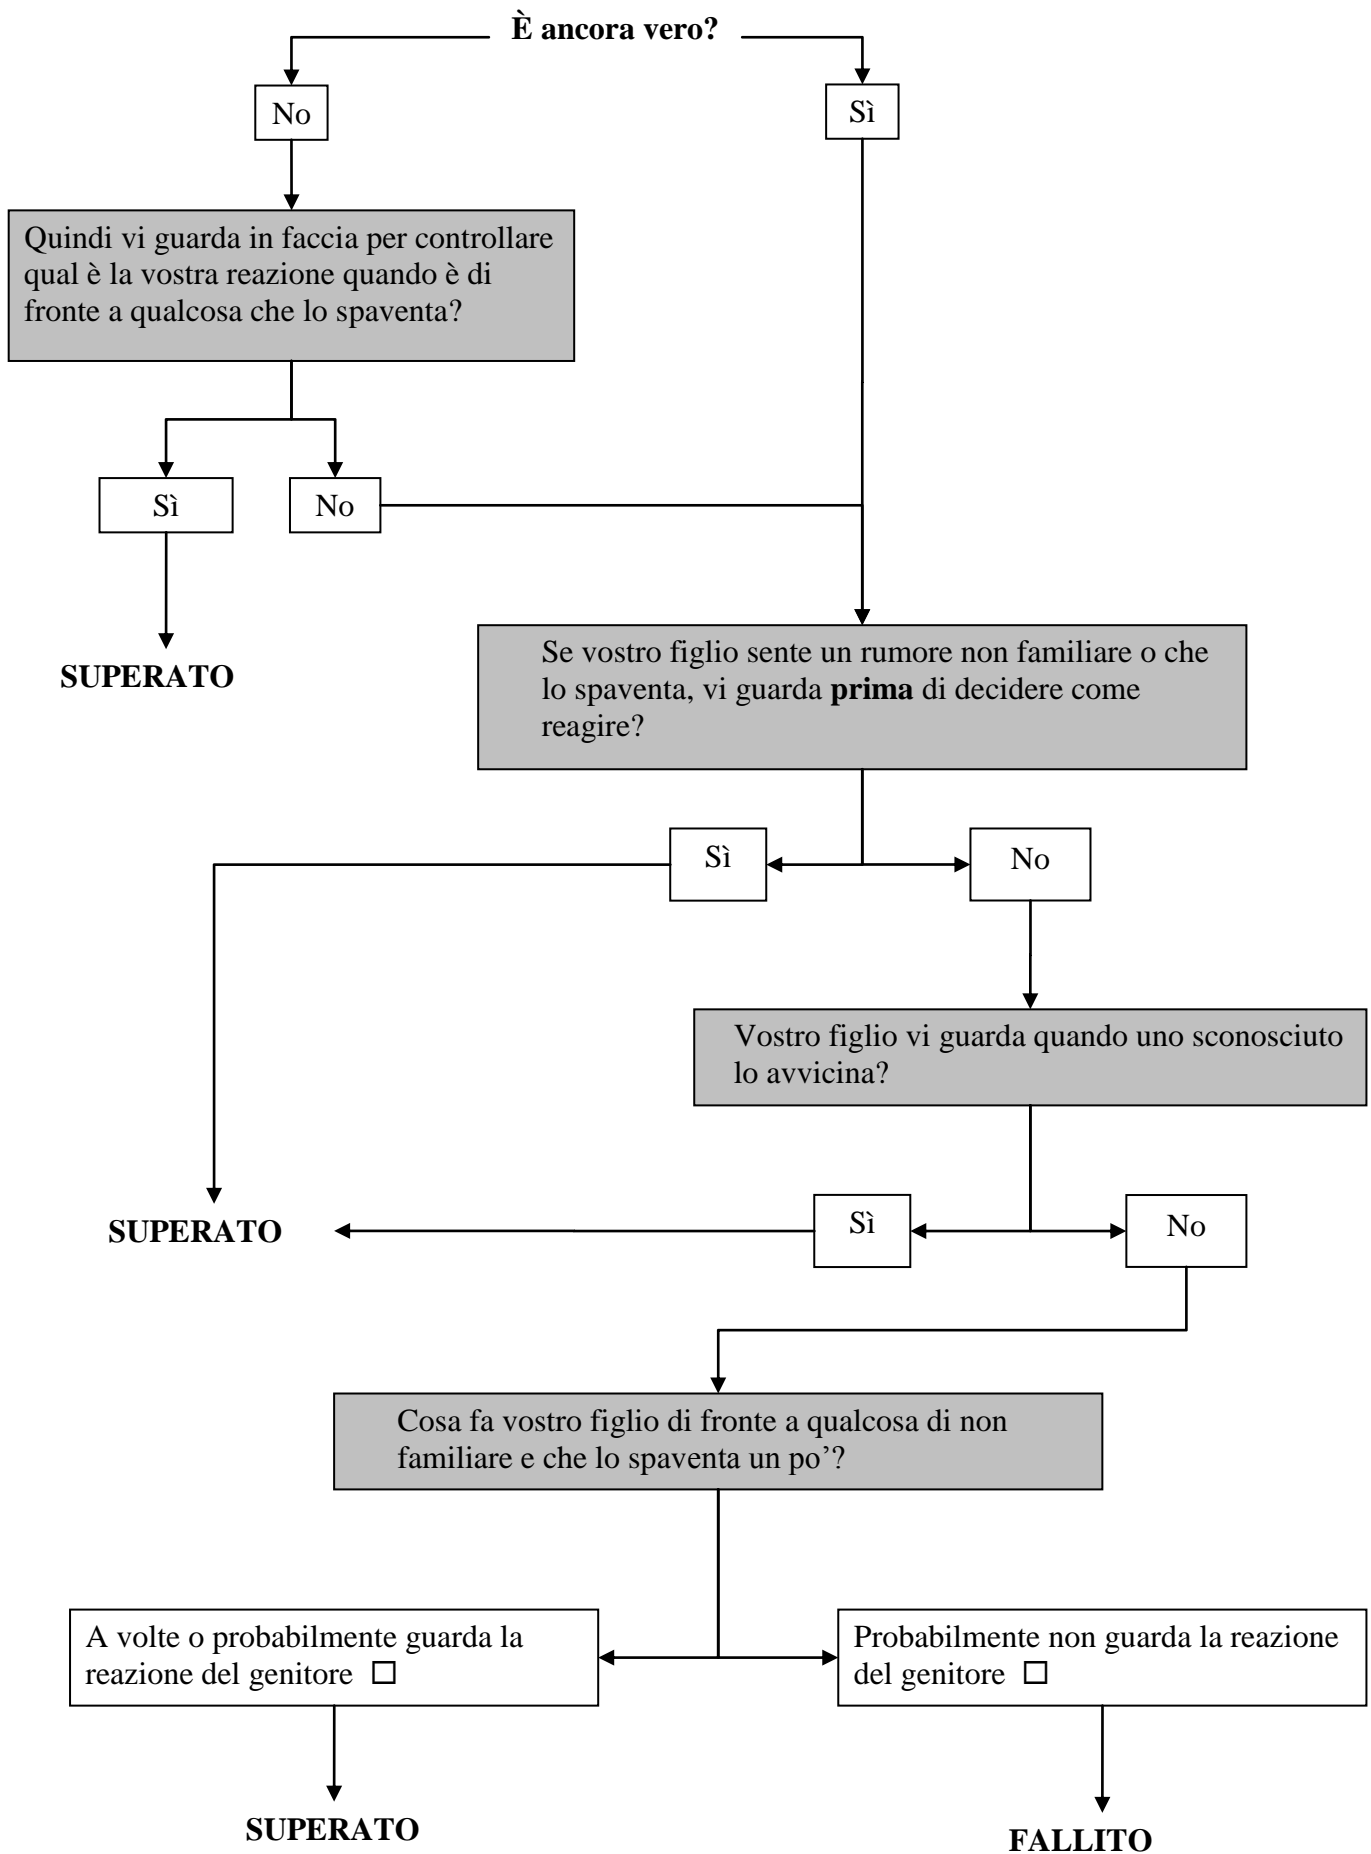 È ancora vero?
No
Sì
Quindi vi guarda in faccia per controllare
qual è la vostra reazione quando è di
fronte a qualcosa che lo spaventa?
Sì
No
SUPERATO
Se vostro figlio sente un rumore non familiare o che
lo spaventa, vi guarda prima di decidere come
reagire?
Sì
No
Vostro figlio vi guarda quando uno sconosciuto
lo avvicina?
SUPERATO
Sì
No
Cosa fa vostro figlio di fronte a qualcosa di non
familiare e che lo spaventa un po’?
A volte o probabilmente guarda la
reazione del genitore □
Probabilmente non guarda la reazione
del genitore □
SUPERATO
FALLITO